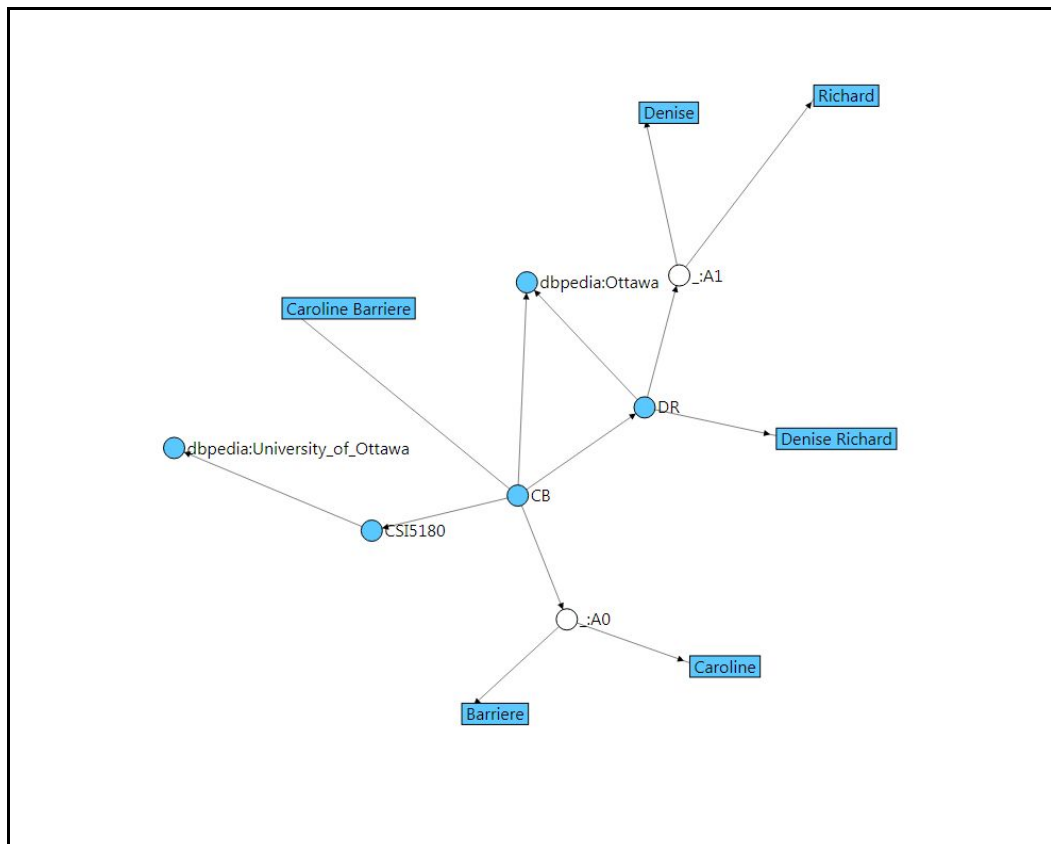 Richard
Denise
_:A1
dbpedia:Ottawa
Caroline Barriere
DR
Denise Richard
dbpedia:University_of_Ottawa
CB
CSI5180
_:A0
Caroline
Barriere